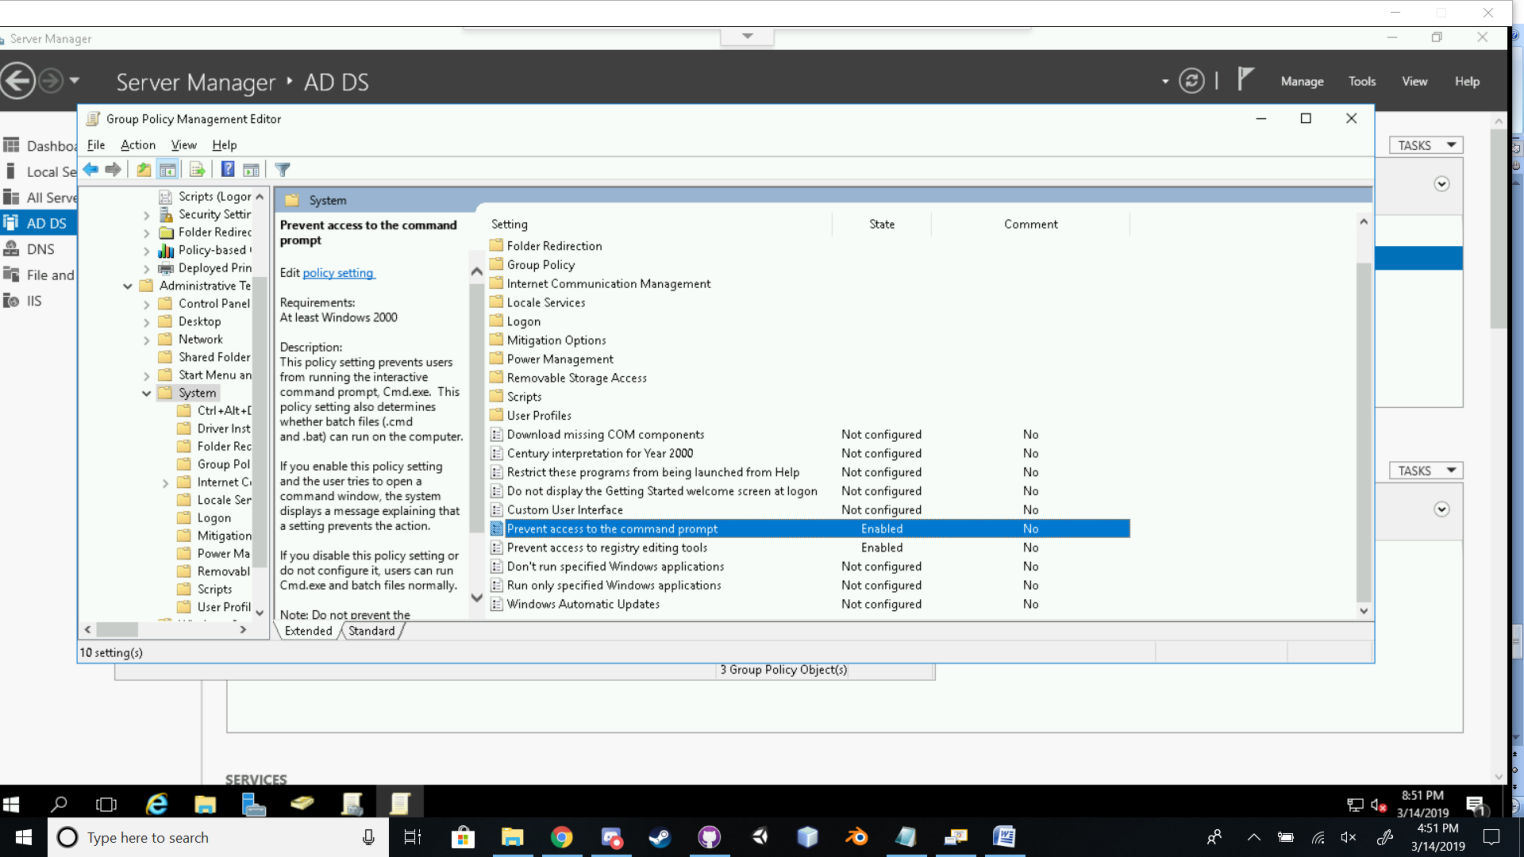 Server Manager
Server Manager • AD DS
Manage Tools View Help
Group Policy Management Editor
File Action View Help
Dashbo
Local Se
All Serve
AD DS
DNS
File and
IIS
TASKS
TASKS
Scripts (Logor
Security Settir
Folder Redirec
Policy-based
Deployed Prin
Administrative Te
Control Panel
Desktop
Network
Shared Folder
Start Menu an
System
Ctrl+Alt+D
Driver Inst
Folder Rec
Group Pol
Internet C
Locale Ser
Logon
Mitigation
Power Ma
Removabl
Scripts
User Profil
System
Prevent access to the command
prompt
Edit policy setting
Requirements:
At least Windows 2000
Description:
This policy setting prevents users
from running the interactive
command prompt, Cmd.exe. This
policy setting also determines
whether batch files (.cmd
and .bat) can run on the computer.
If you enable this policy setting
and the user tries to open a
command window, the system
displays a message explaining that
a setting prevents the action.
If you disable this policy setting or
do not configure it, users can run
Cmd.exe and batch files normally.
Note: Do not prevent the
Setting State Comment
Folder Redirection
Group Policy
Internet Communication Management
Locale Services
Logon
Mitigation Options
Power Management
Removable Storage Access
Scripts
User Profiles
Download missing COM components Not configured No
Century interpretation for Year 2000 Not configured No
Restrict these programs from being launched from Help Not configured No
Do not display the Getting Started welcome screen at logon Not configured No
Custom User Interface Not configured No
Prevent access to the command prompt Enabled No
Prevent access to registry editing tools Enabled No
Don't run specified Windows applications Not configured No
Run only specified Windows applications Not configured No
Windows Automatic Updates Not configured No
Extended Standard
10 setting(s)
3 Group Policy Object(s)
SERVICES
8:51 PM
3/14/2019
1
Type here to search
4:51 PM
3/14/2019